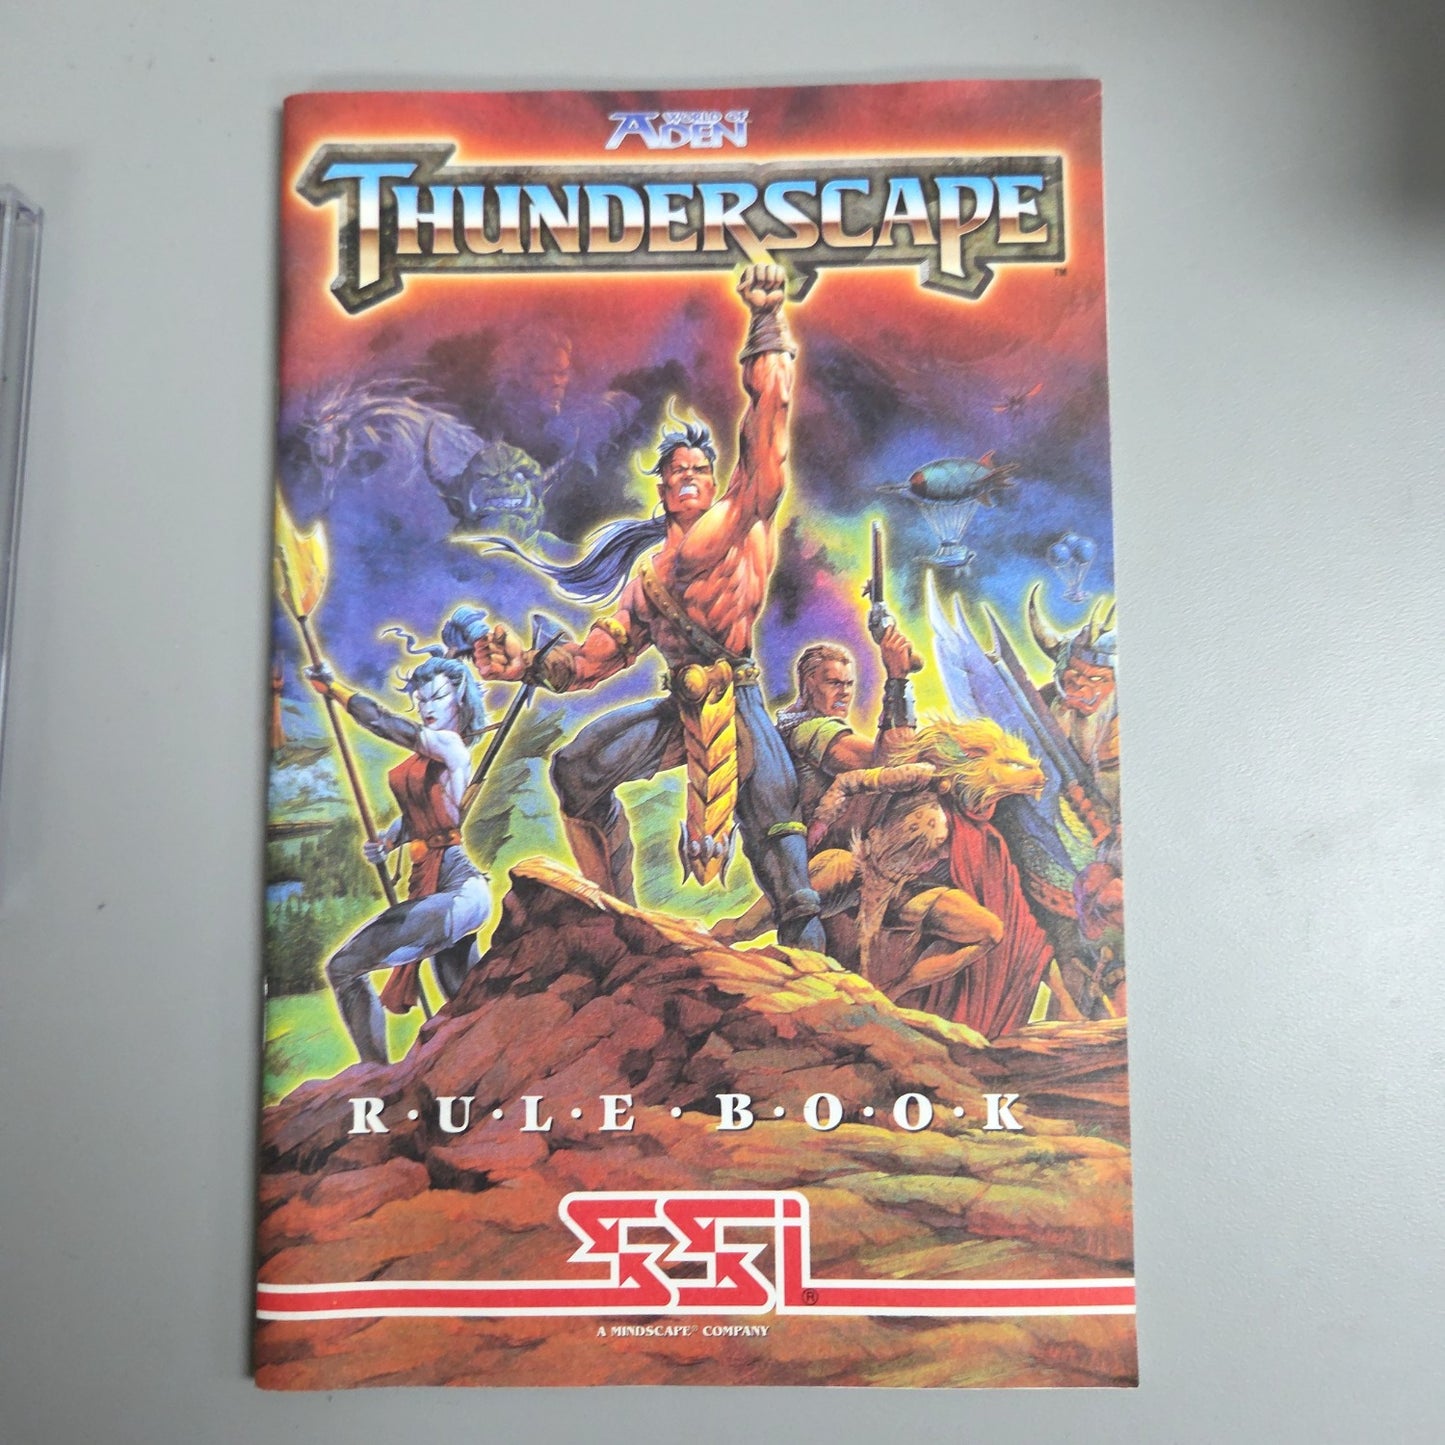 WORLD OF
ADEN
THUNDERSCAPE
™
R·U·L·E·B·O·O·K
SSI®
A MINDSCAPE® COMPANY